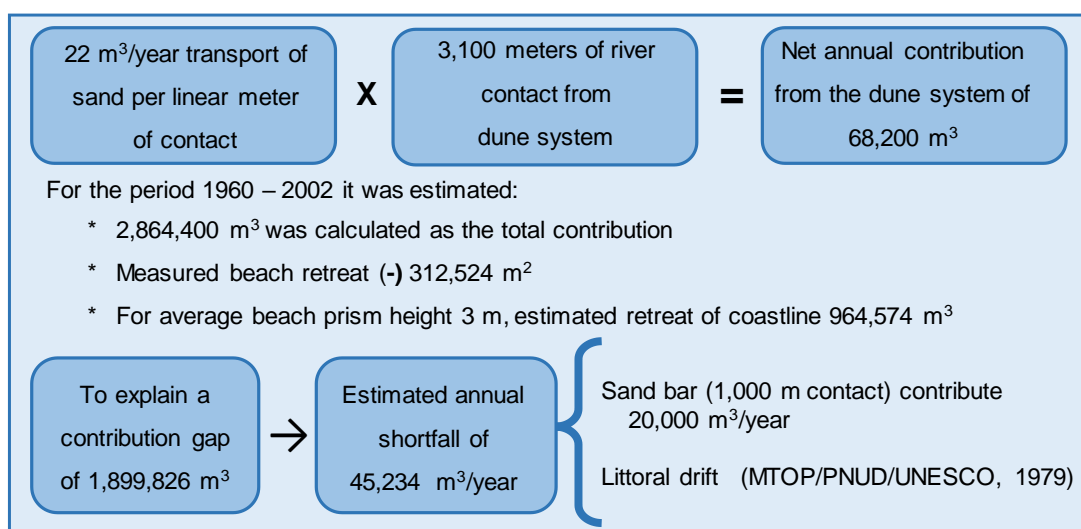 22 m³/year transport of
sand per linear meter
of contact
X
3,100 meters of river
contact from
dune system
=
Net annual contribution
from the dune system of
68,200 m³
For the period 1960 – 2002 it was estimated:
* 2,864,400 m³ was calculated as the total contribution
* Measured beach retreat (-) 312,524 m²
* For average beach prism height 3 m, estimated retreat of coastline 964,574 m³
To explain a
contribution gap
of 1,899,826 m³
→
Estimated annual
shortfall of
45,234 m³/year
Sand bar (1,000 m contact) contribute
20,000 m³/year
Littoral drift (MTOP/PNUD/UNESCO, 1979)